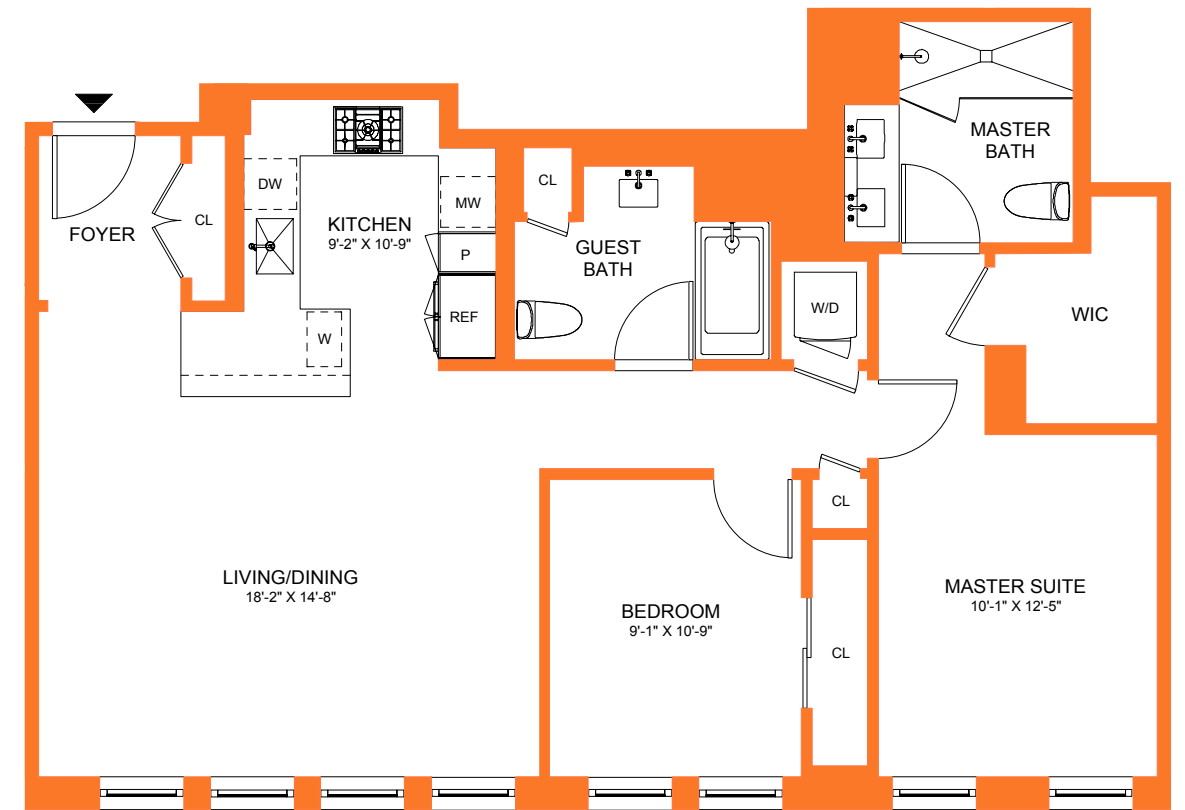 MASTER
BATH
DW
CL
MW
CL
FOYER
KITCHEN
9'-2" X 10'-9"
GUEST
BATH
P
W/D
WIC
REF
W
CL
LIVING/DINING
18'-2" X 14'-8"
BEDROOM
9'-1" X 10'-9"
MASTER SUITE
10'-1" X 12'-5"
CL